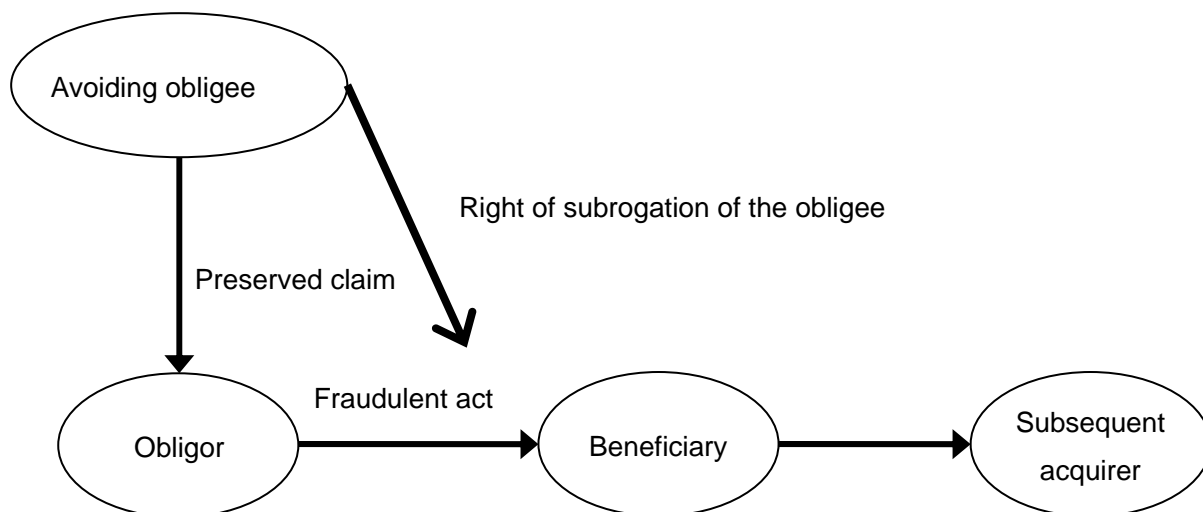 Avoiding obligee
Right of subrogation of the obligee
Preserved claim
Fraudulent act
Obligor
Beneficiary
Subsequent
acquirer